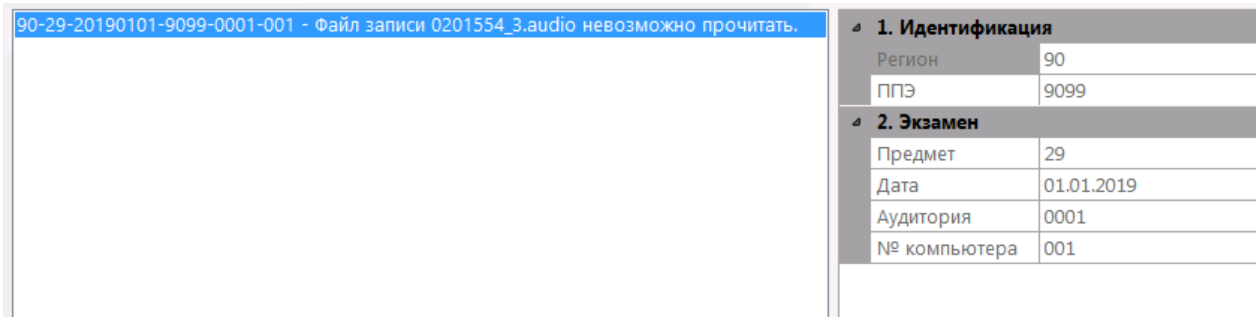 90-29-20190101-9099-0001-001 - Файл записи 0201554_3.audio невозможно прочитать.
1. Идентификация
Регион 90
ППЭ 9099
2. Экзамен
Предмет 29
Дата 01.01.2019
Аудитория 0001
№ компьютера 001